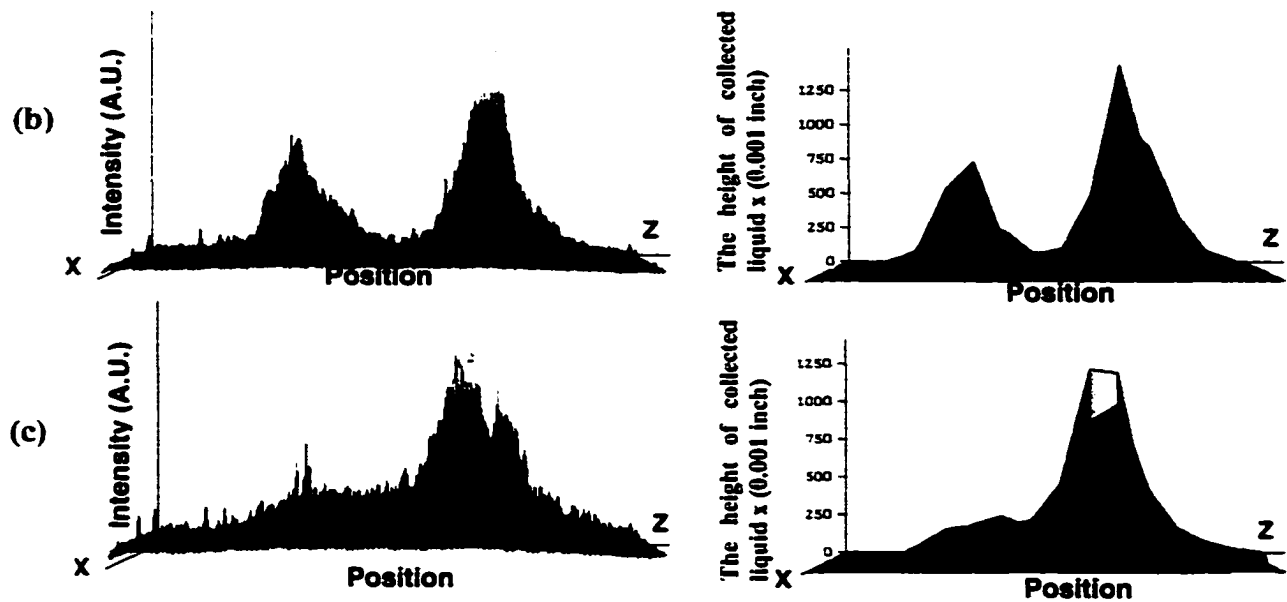 (b)
Intensity (A.U.)
X
Position
Z
The height of collected
liquid x (0.001 inch)
1250
1000
750
500
250
0
X
Position
Z
(c)
Intensity (A.U.)
X
Position
Z
The height of collected
liquid x (0.001 inch)
1250
1000
750
500
250
0
X
Position
Z